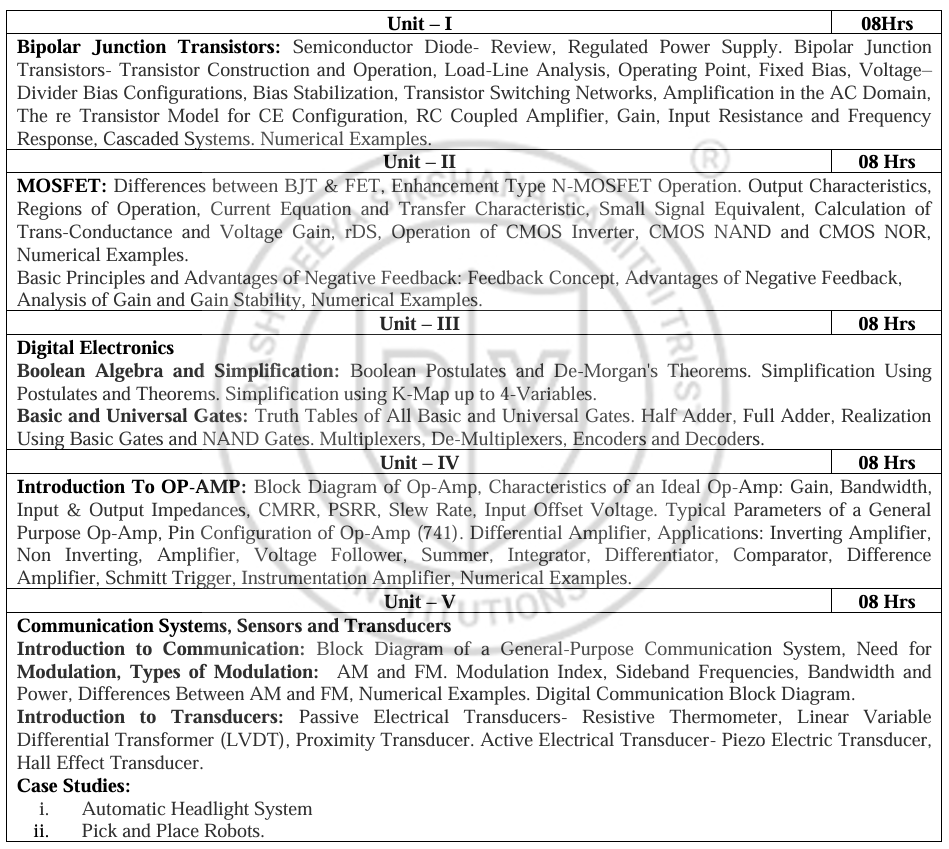 Unit – I 08Hrs
Bipolar Junction Transistors: Semiconductor Diode- Review, Regulated Power Supply. Bipolar Junction
Transistors- Transistor Construction and Operation, Load-Line Analysis, Operating Point, Fixed Bias, Voltage–
Divider Bias Configurations, Bias Stabilization, Transistor Switching Networks, Amplification in the AC Domain,
The re Transistor Model for CE Configuration, RC Coupled Amplifier, Gain, Input Resistance and Frequency
Response, Cascaded Systems. Numerical Examples.
Unit – II 08 Hrs
MOSFET: Differences between BJT & FET, Enhancement Type N-MOSFET Operation. Output Characteristics,
Regions of Operation, Current Equation and Transfer Characteristic, Small Signal Equivalent, Calculation of
Trans-Conductance and Voltage Gain, rDS, Operation of CMOS Inverter, CMOS NAND and CMOS NOR,
Numerical Examples.
Basic Principles and Advantages of Negative Feedback: Feedback Concept, Advantages of Negative Feedback,
Analysis of Gain and Gain Stability, Numerical Examples.
Unit – III 08 Hrs
Digital Electronics
Boolean Algebra and Simplification: Boolean Postulates and De-Morgan's Theorems. Simplification Using
Postulates and Theorems. Simplification using K-Map up to 4-Variables.
Basic and Universal Gates: Truth Tables of All Basic and Universal Gates. Half Adder, Full Adder, Realization
Using Basic Gates and NAND Gates. Multiplexers, De-Multiplexers, Encoders and Decoders.
Unit – IV 08 Hrs
Introduction To OP-AMP: Block Diagram of Op-Amp, Characteristics of an Ideal Op-Amp: Gain, Bandwidth,
Input & Output Impedances, CMRR, PSRR, Slew Rate, Input Offset Voltage. Typical Parameters of a General
Purpose Op-Amp, Pin Configuration of Op-Amp (741). Differential Amplifier, Applications: Inverting Amplifier,
Non Inverting, Amplifier, Voltage Follower, Summer, Integrator, Differentiator, Comparator, Difference
Amplifier, Schmitt Trigger, Instrumentation Amplifier, Numerical Examples.
Unit – V 08 Hrs
Communication Systems, Sensors and Transducers
Introduction to Communication: Block Diagram of a General-Purpose Communication System, Need for
Modulation, Types of Modulation: AM and FM. Modulation Index, Sideband Frequencies, Bandwidth and
Power, Differences Between AM and FM, Numerical Examples. Digital Communication Block Diagram.
Introduction to Transducers: Passive Electrical Transducers- Resistive Thermometer, Linear Variable
Differential Transformer (LVDT), Proximity Transducer. Active Electrical Transducer- Piezo Electric Transducer,
Hall Effect Transducer.
Case Studies:
i. Automatic Headlight System
ii. Pick and Place Robots.
RASHTREEYA SIKSHANA SAMITHI TRUST
®
RV
INSTITUTIONS